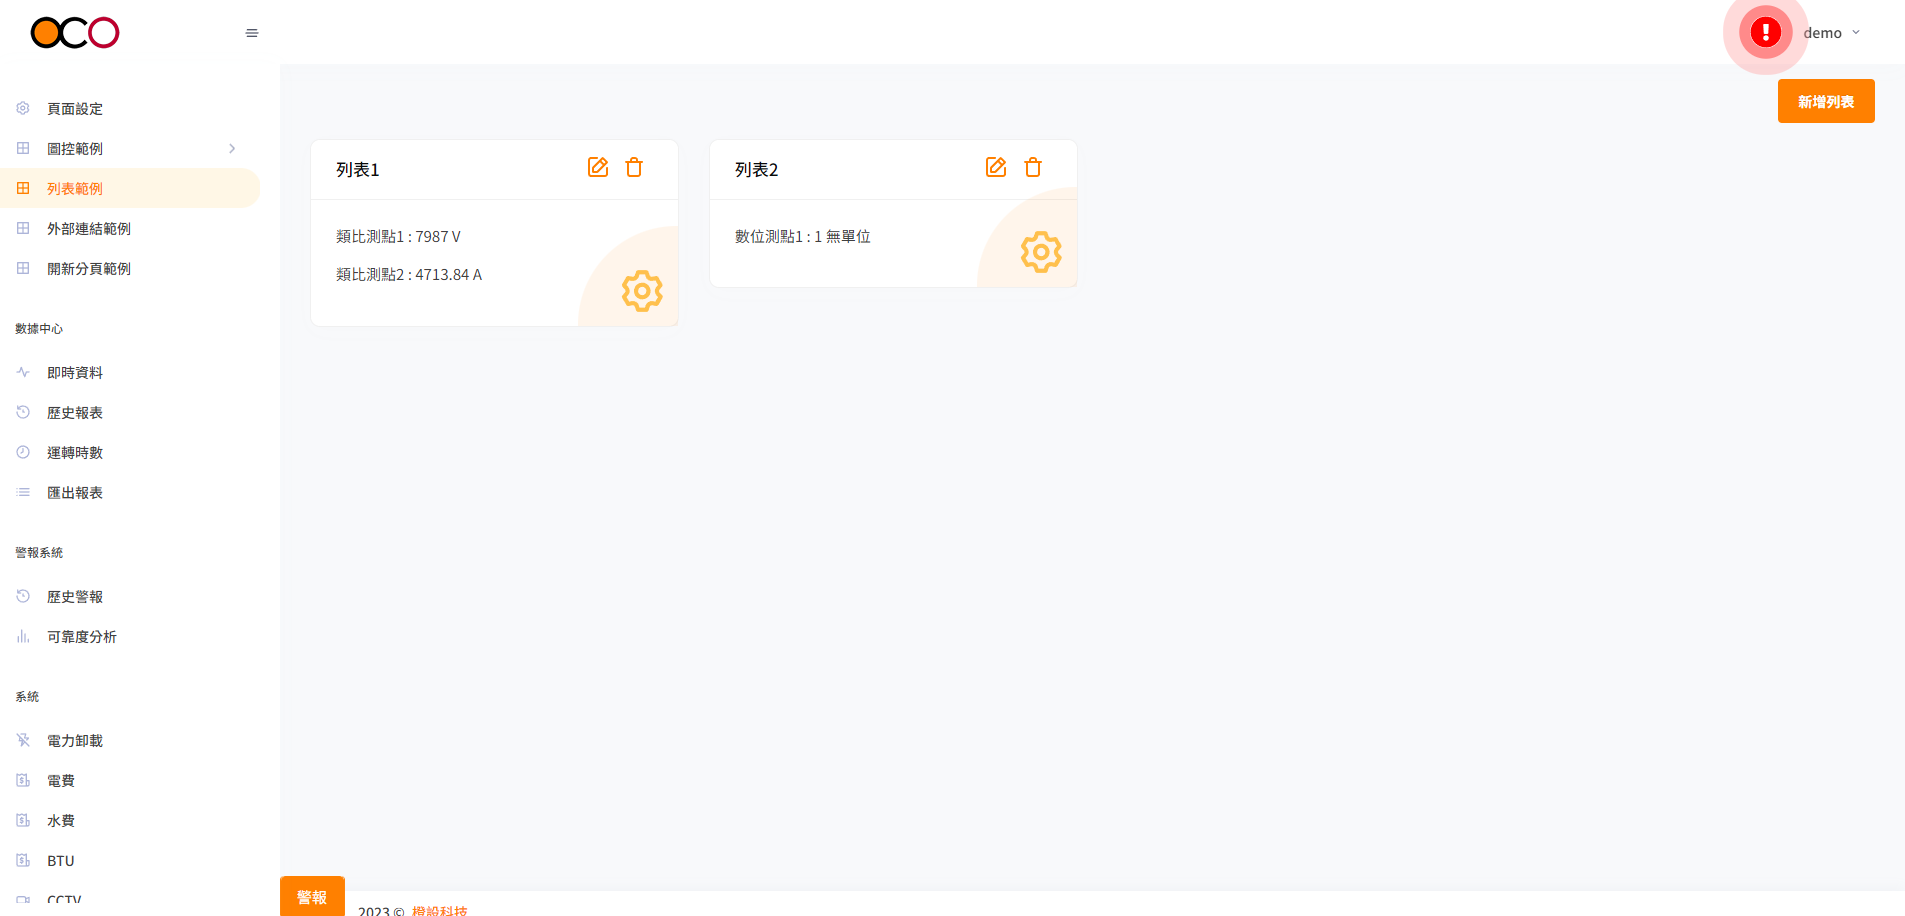 OCO
demo
新增列表
頁面設定
圖控範例
列表範例
外部連結範例
開新分頁範例
數據中心
即時資料
歷史報表
運轉時數
匯出報表
警報系統
歷史警報
可靠度分析
系統
電力卸載
電費
水費
BTU
CCTV
列表1
類比測點1 : 7987 V
類比測點2 : 4713.84 A
列表2
數位測點1 : 1 無單位
警報
2023 © 橙設科技